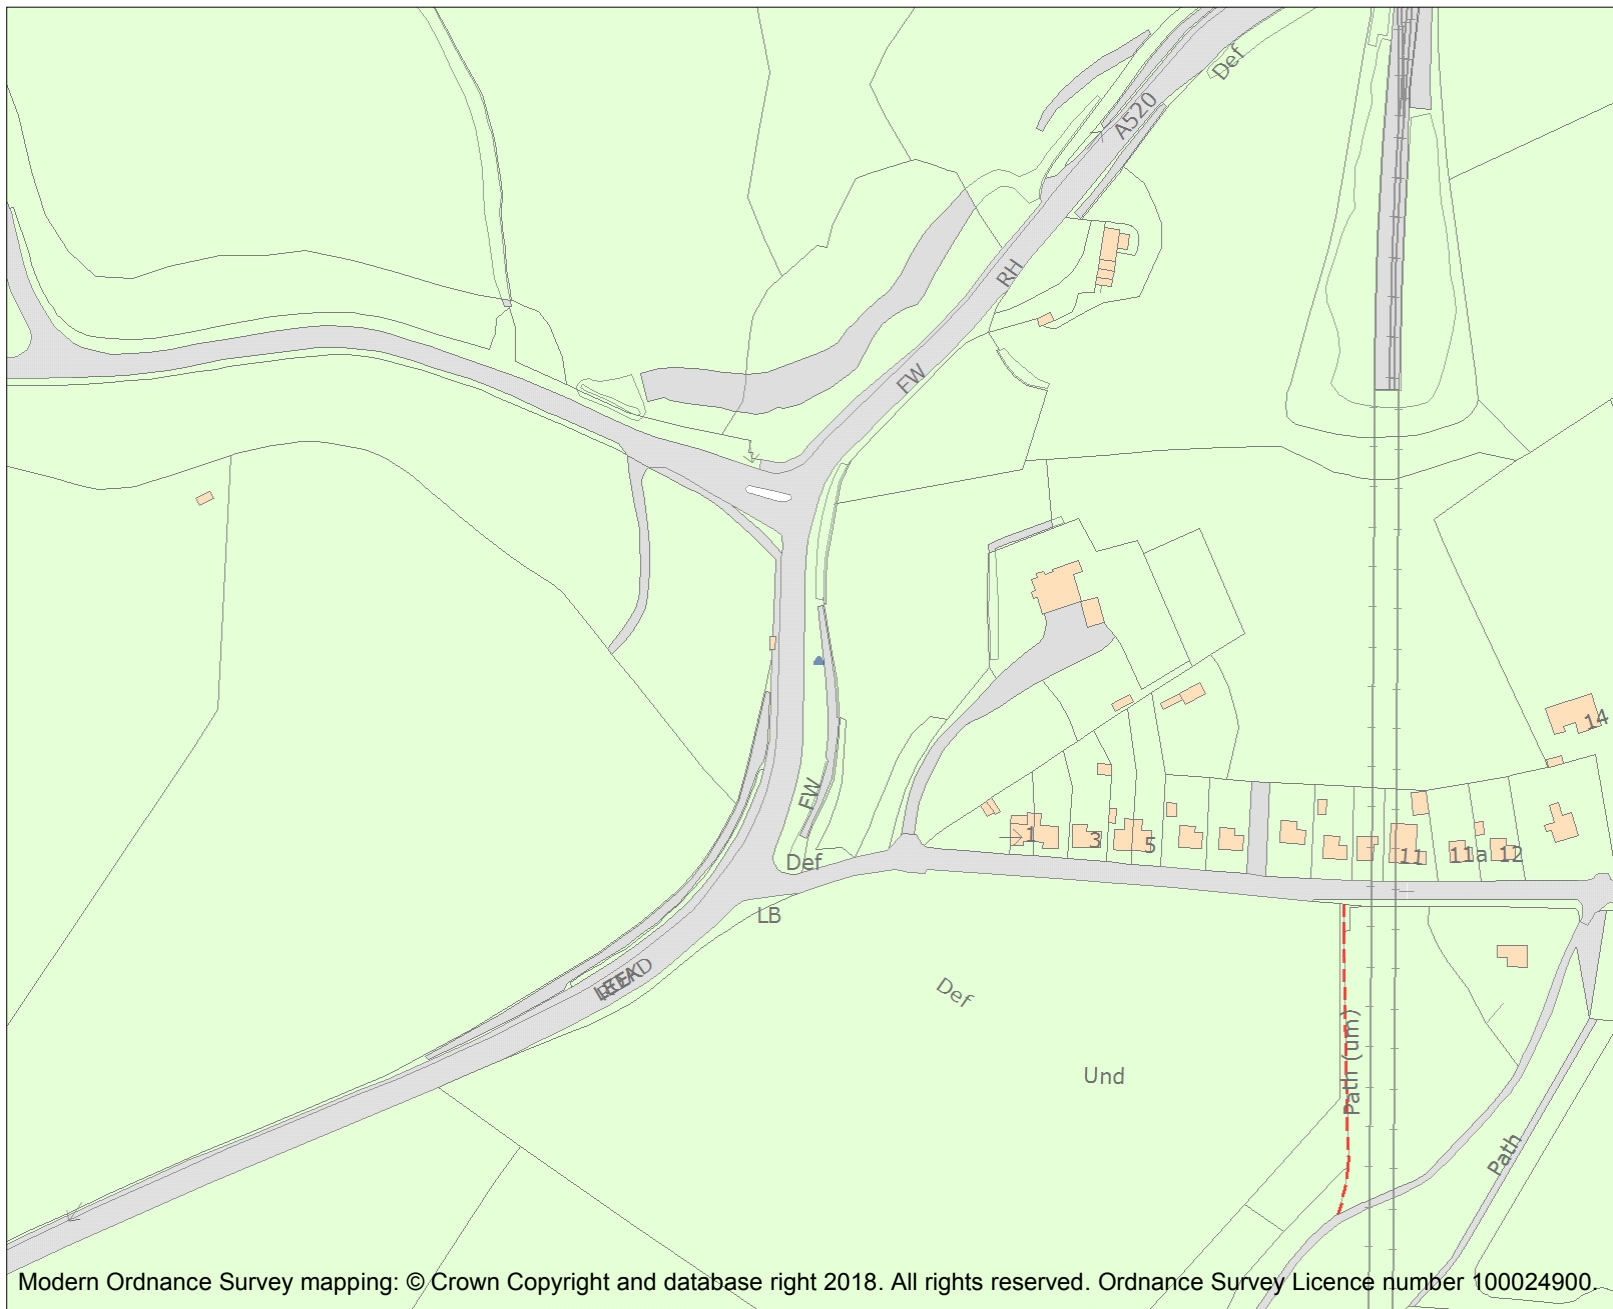 Def
A520
RH
FW
14
FW
1
3
5
11
11a
12
Def
LB
Def
Path (um)
Und
Path
Modern Ordnance Survey mapping: © Crown Copyright and database right 2018. All rights reserved. Ordnance Survey Licence number 100024900.